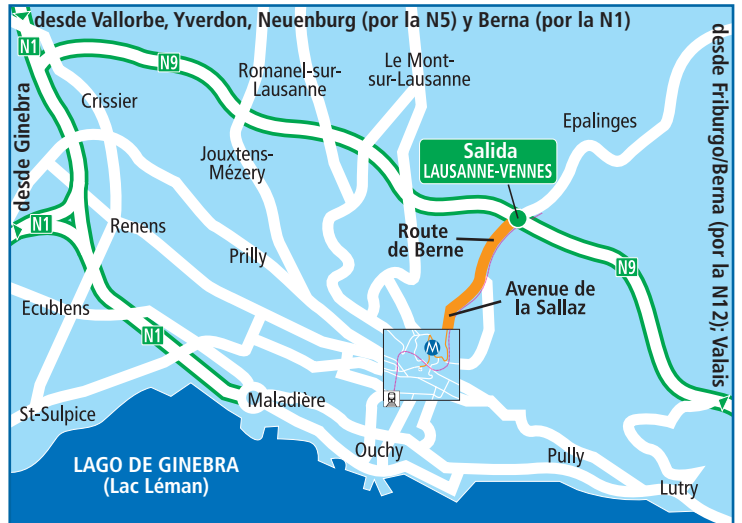 desde Vallorbe, Yverdon, Neuenburg (por la N5) y Berna (por la N1)
N1
N9
Romanel-sur-
Lausanne
Le Mont-
sur-Lausanne
Crissier
Epalinges
desde Ginebra
desde Friburgo/Berna (por la N12); Valais
Jouxtens-
Mézery
Salida
LAUSANNE-VENNES
N1
Renens
Route
de Berne
Prilly
N9
Avenue de
la Sallaz
Ecublens
N1
M
St-Sulpice
Maladière
Ouchy
Pully
LAGO DE GINEBRA
(Lac Léman)
Lutry